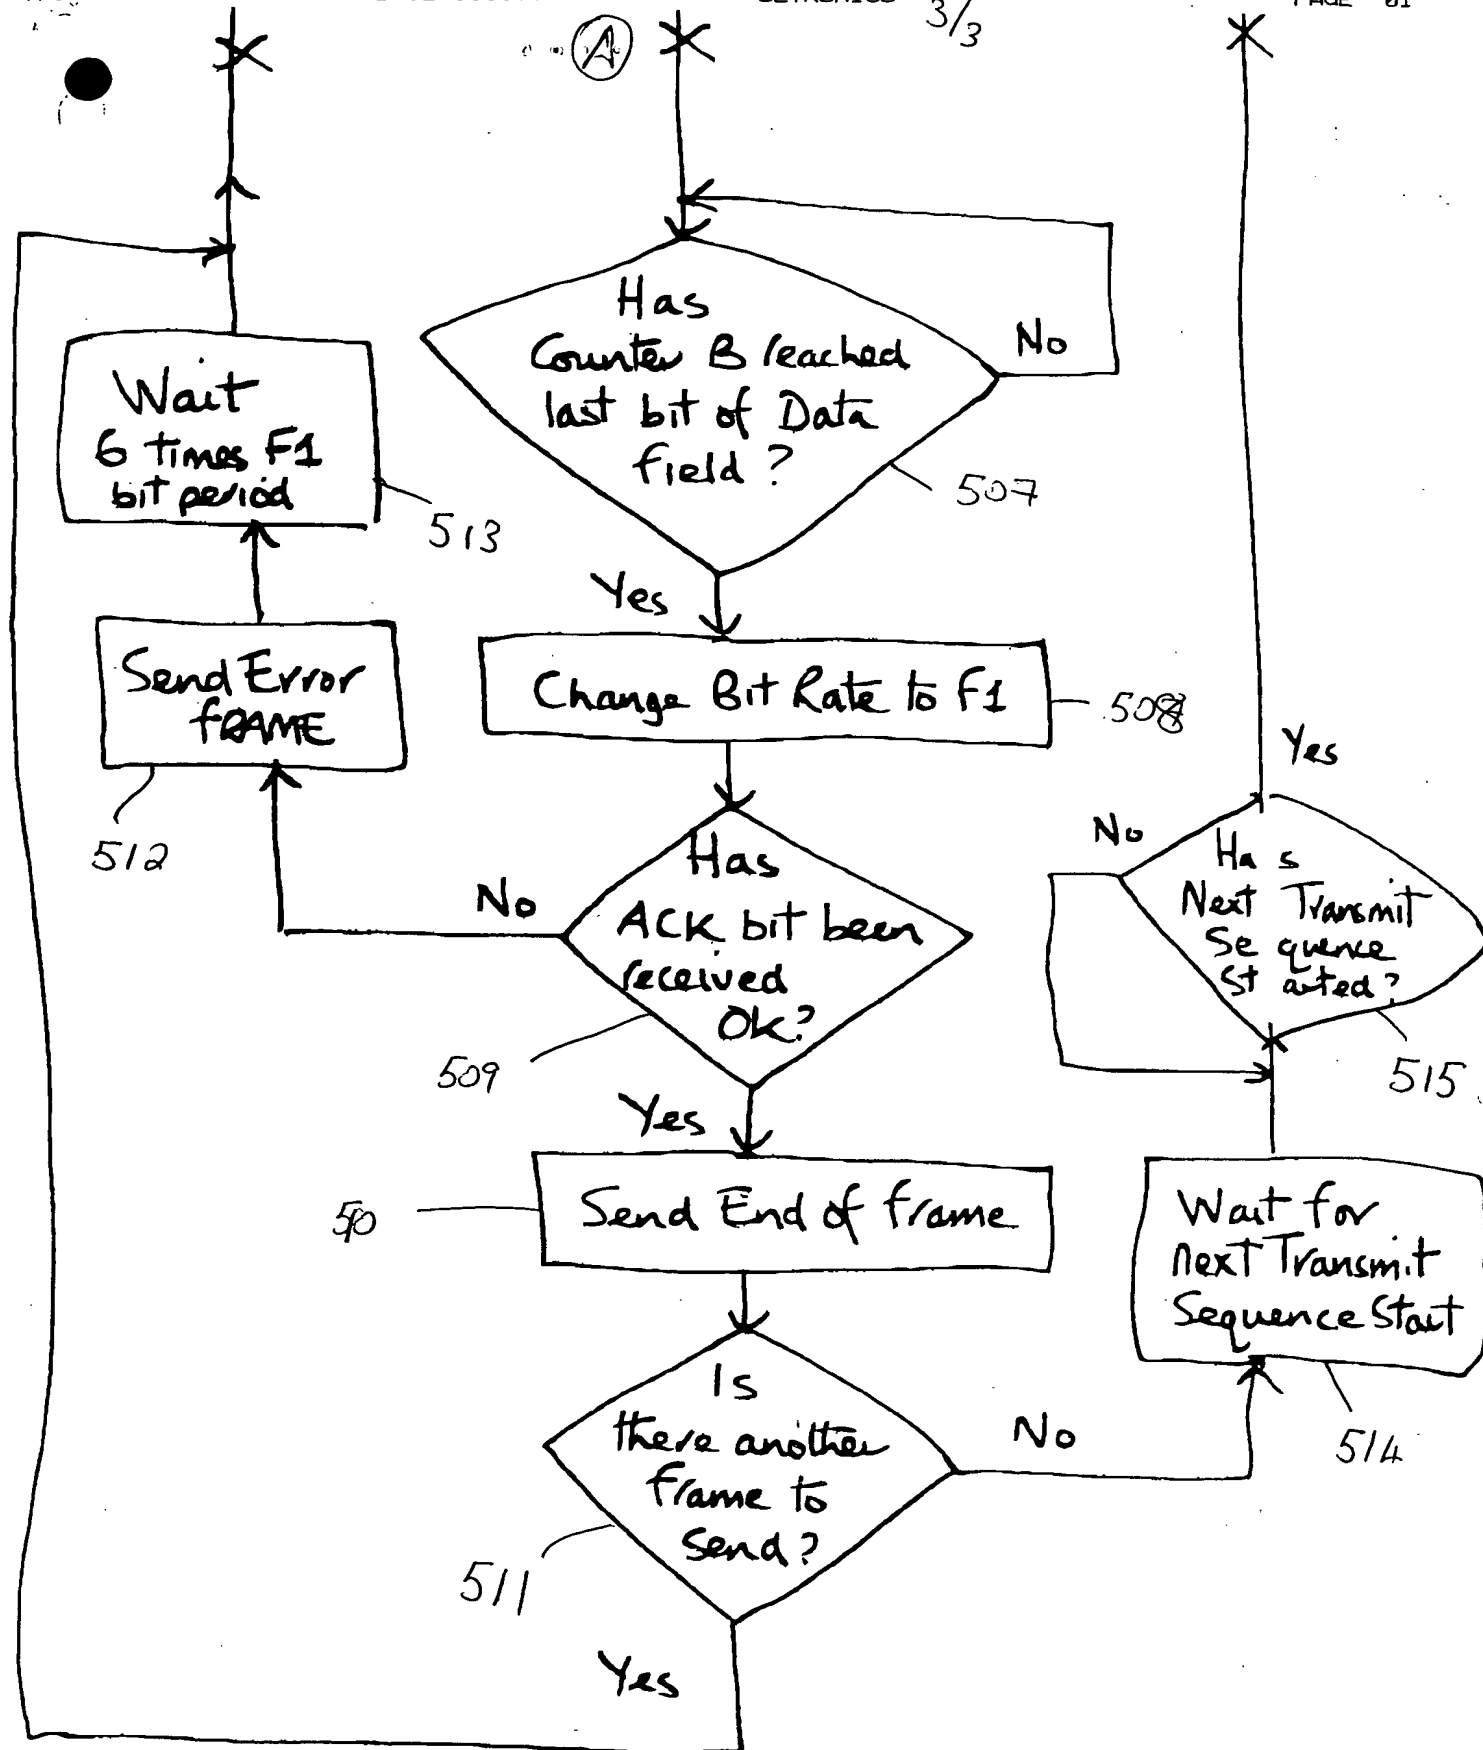 3/3
PAGE 01
A
Has
Counter B reached
last bit of Data
field?
No
507
Wait
6 times F1
bit period
513
Yes
Change Bit Rate to F1
508
Send Error
FRAME
512
Has
ACK bit been
received
OK?
No
509
Yes
Yes
No
Has
Next Transmit
Sequence
Started?
515
Send End of frame
510
Wait for
next Transmit
Sequence Start
514
Is
there another
frame to
send?
No
511
Yes